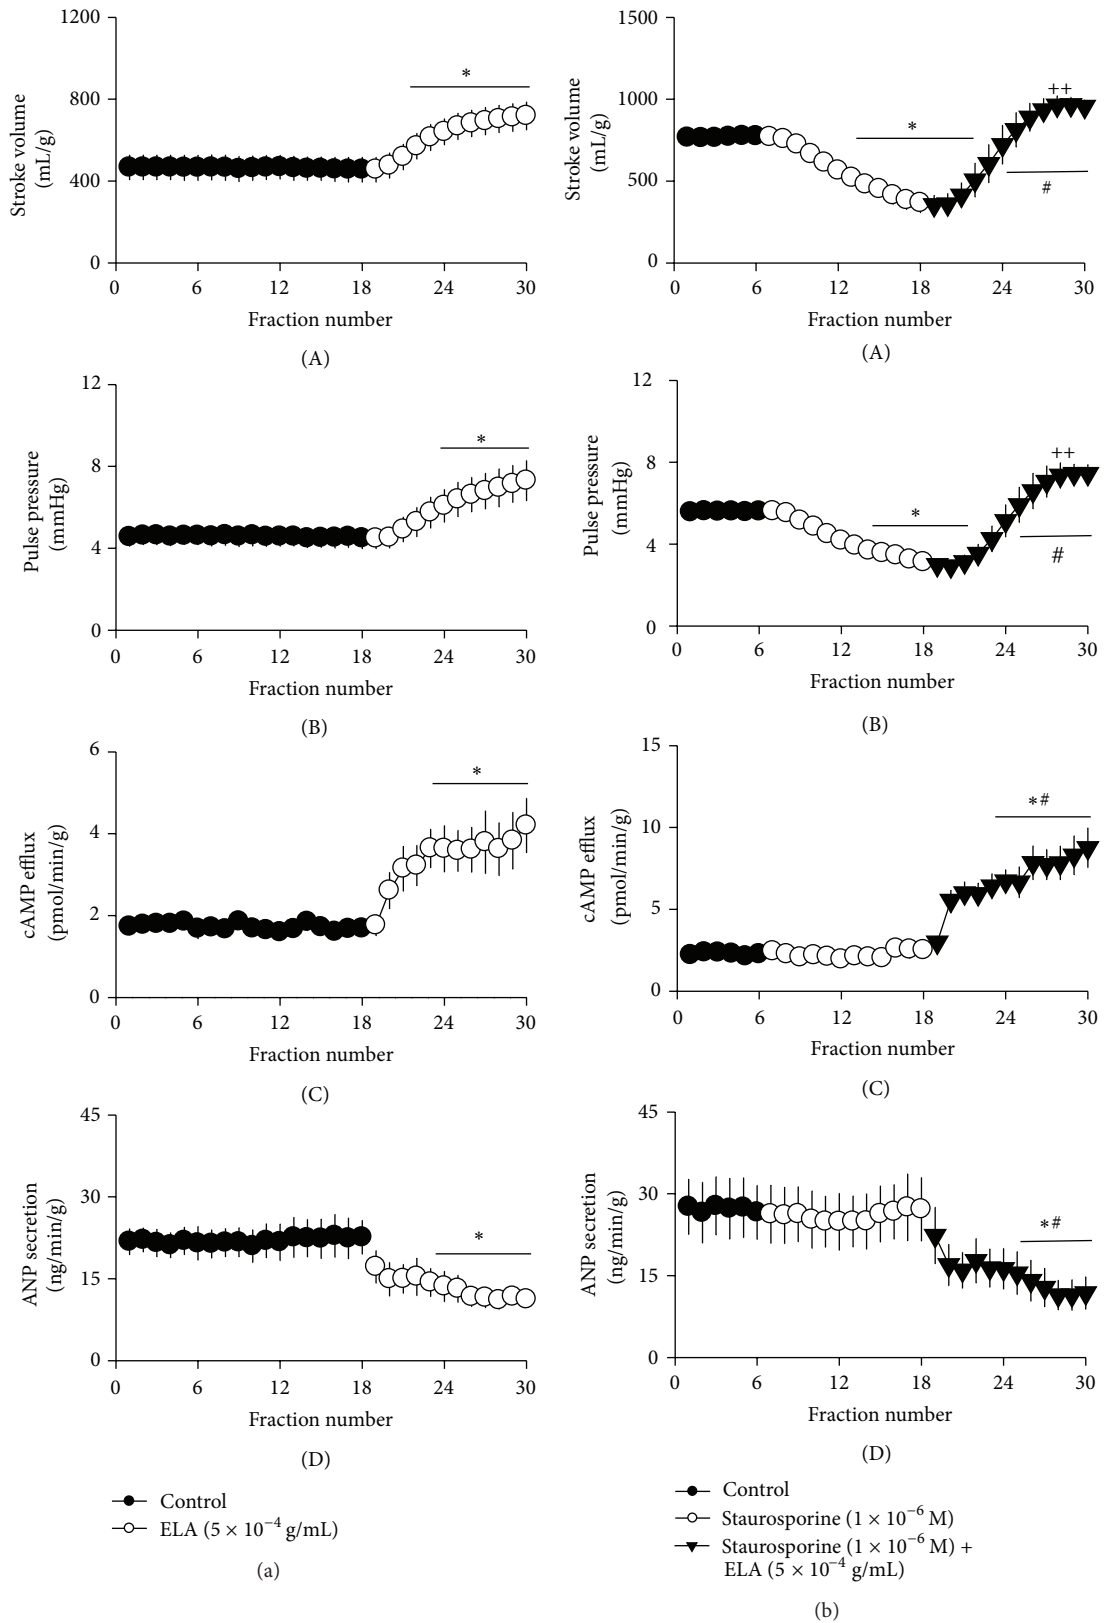 1200
800
400
0
Stroke volume
(mL/g)
*
0 6 12 18 24 30
Fraction number
(A)
12
8
4
0
Pulse pressure
(mmHg)
*
0 6 12 18 24 30
Fraction number
(B)
6
4
2
0
cAMP efflux
(pmol/min/g)
*
0 6 12 18 24 30
Fraction number
(C)
45
30
15
0
ANP secretion
(ng/min/g)
*
0 6 12 18 24 30
Fraction number
(D)
Control
ELA (5 × 10⁻⁴ g/mL)
(a)
1500
1000
500
0
Stroke volume
(mL/g)
*
++
#
0 6 12 18 24 30
Fraction number
(A)
12
8
4
0
Pulse pressure
(mmHg)
*
++
#
0 6 12 18 24 30
Fraction number
(B)
15
10
5
0
cAMP efflux
(pmol/min/g)
*#
0 6 12 18 24 30
Fraction number
(C)
45
30
15
0
ANP secretion
(ng/min/g)
*#
0 6 12 18 24 30
Fraction number
(D)
Control
Staurosporine (1 × 10⁻⁶ M)
Staurosporine (1 × 10⁻⁶ M) +
ELA (5 × 10⁻⁴ g/mL)
(b)